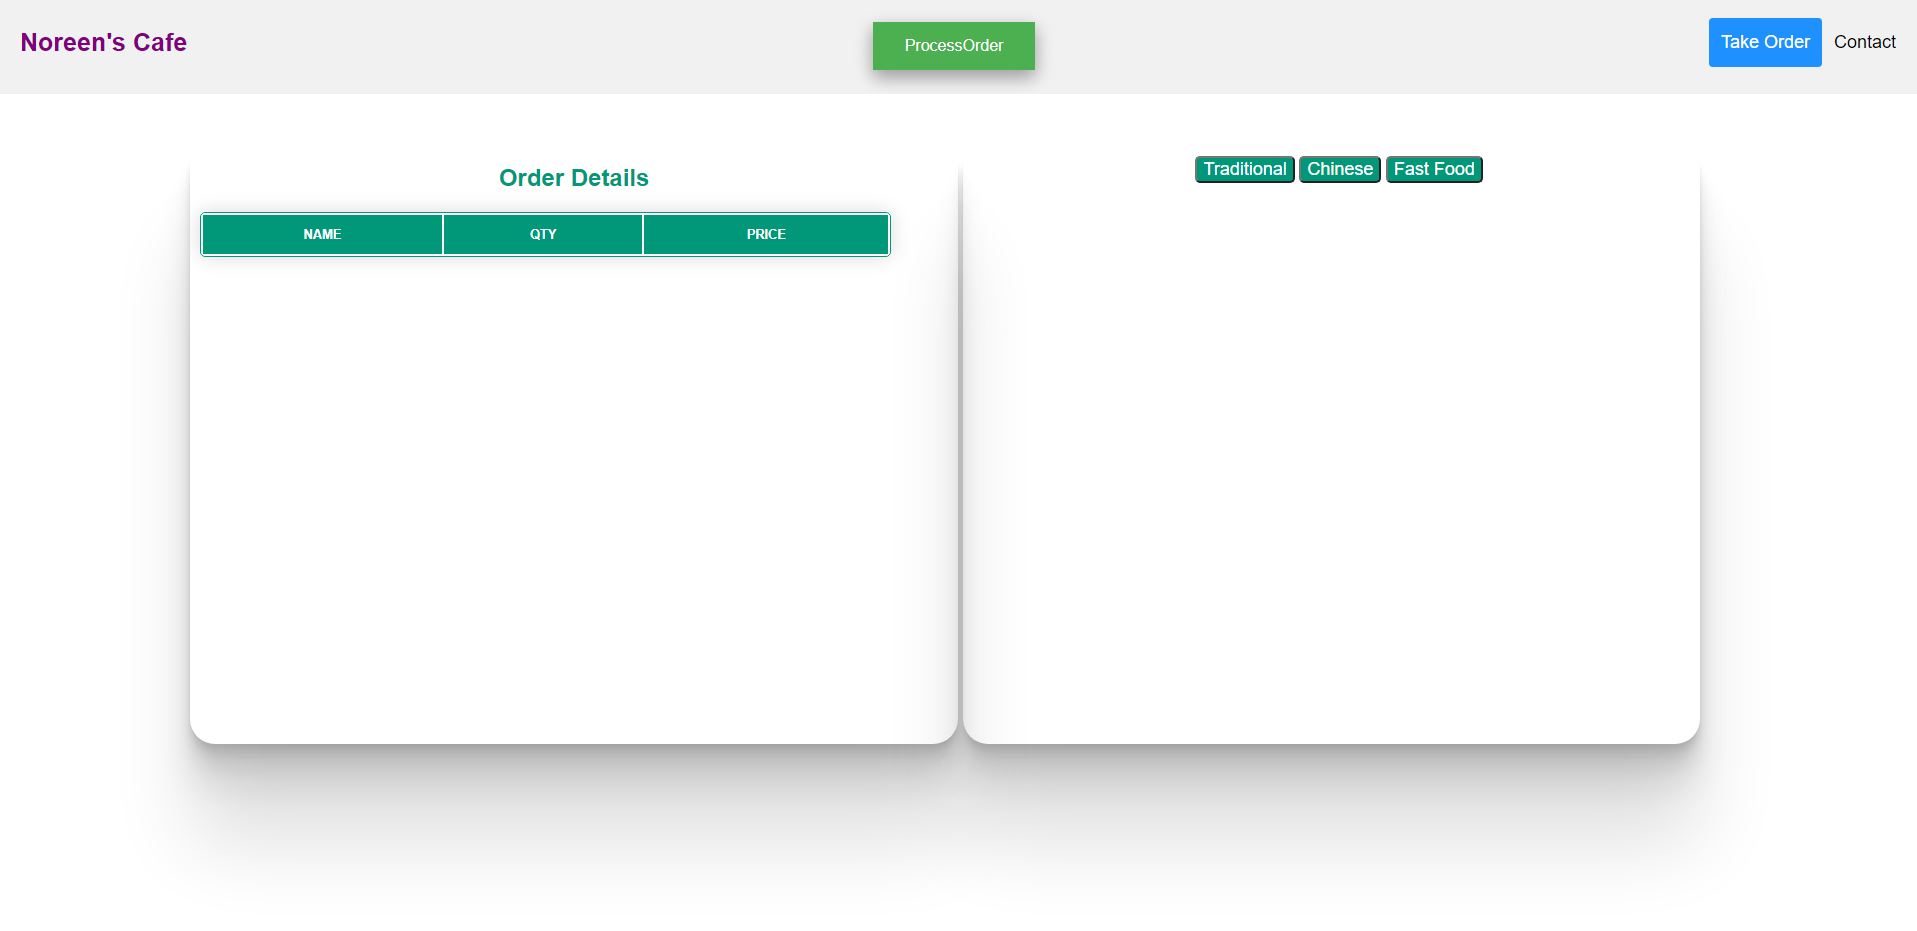 Noreen's Cafe
ProcessOrder
Take Order Contact
Order Details
NAME QTY PRICE
Traditional Chinese Fast Food